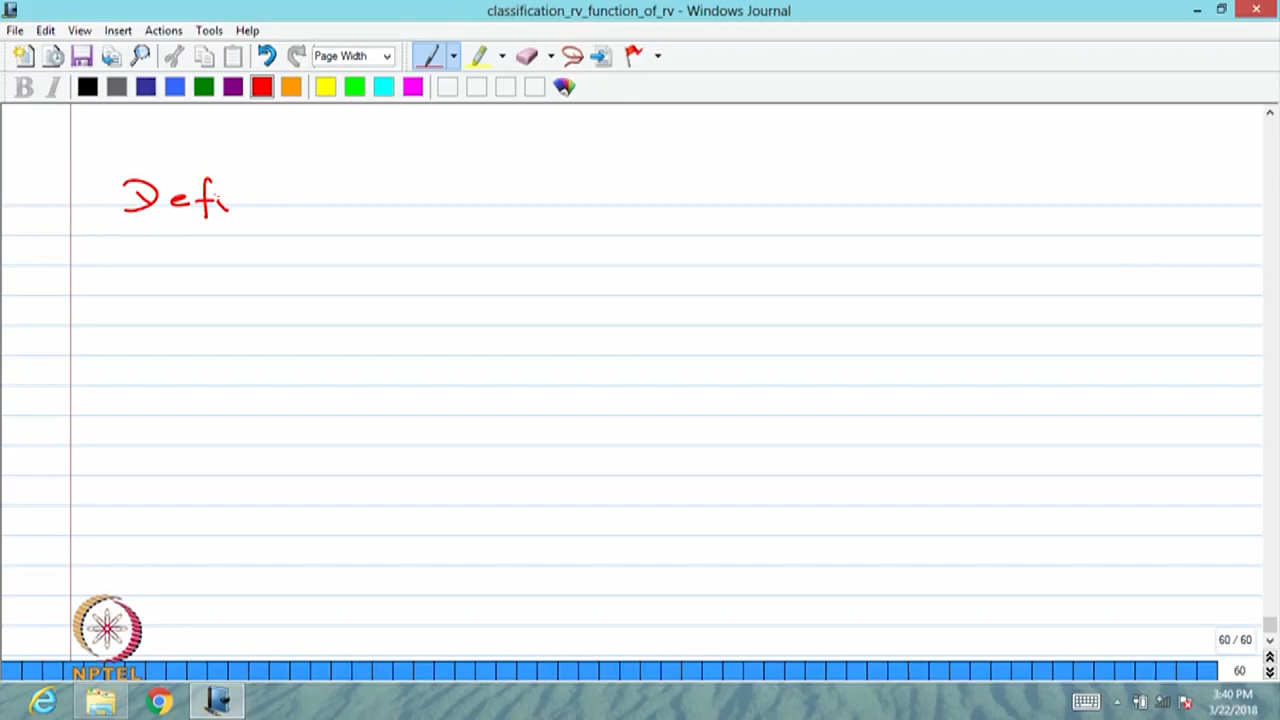 classification_rv_function_of_rv - Windows Journal
File Edit View Insert Actions Tools Help
Page Width
B I
Defi
60 / 60
NPTEL
60
3:40 PM
3/22/2018